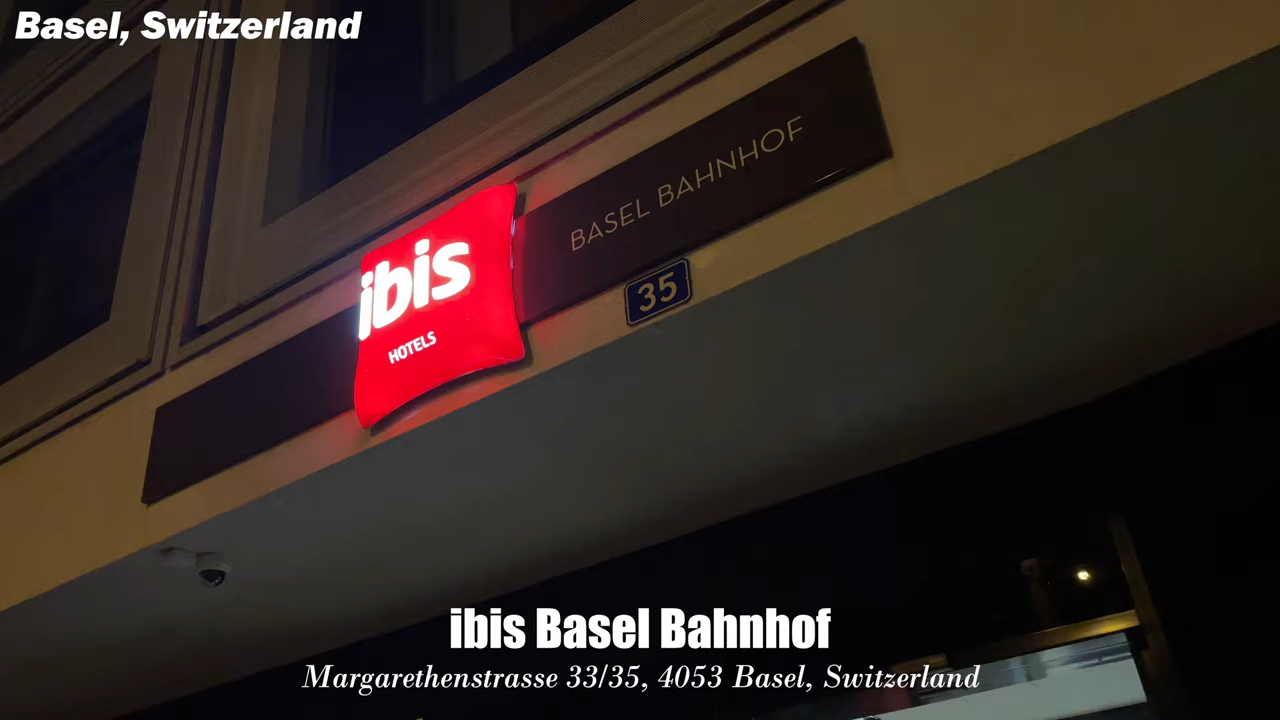 Basel, Switzerland
BASEL BAHNHOF
ibis
HOTELS
35
ibis Basel Bahnhof
Margarethenstrasse 33/35, 4053 Basel, Switzerland